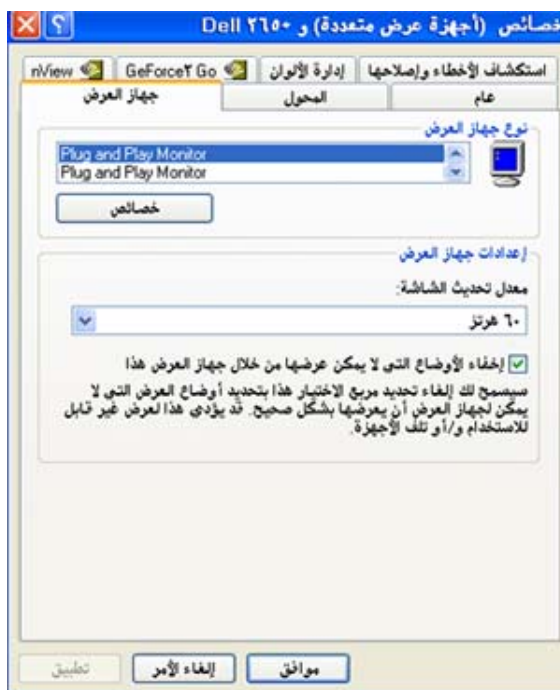 خصائص (أجهزة عرض متعددة) و Dell ٢٦٥٠
استكشاف الأخطاء وإصلاحها
إدارة الألوان
GeForce٢ Go
nView
عام
المحول
جهاز العرض
نوع جهاز العرض
Plug and Play Monitor
Plug and Play Monitor
خصائص
إعدادات جهاز العرض
معدل تحديث الشاشة:
٦٠ هرتز
إخفاء الأوضاع التى لا يمكن عرضها من خلال جهاز العرض هذا
سيسمح لك إلغاء تحديد مربع الاختيار هذا بتحديد أوضاع العرض التى لا
يمكن لجهاز العرض أن يعرضها بشكل صحيح. قد يؤدى هذا لعرض غير قابل
للاستخدام و/أو تلف الأجهزة.
موافق
إلغاء الأمر
تطبيق